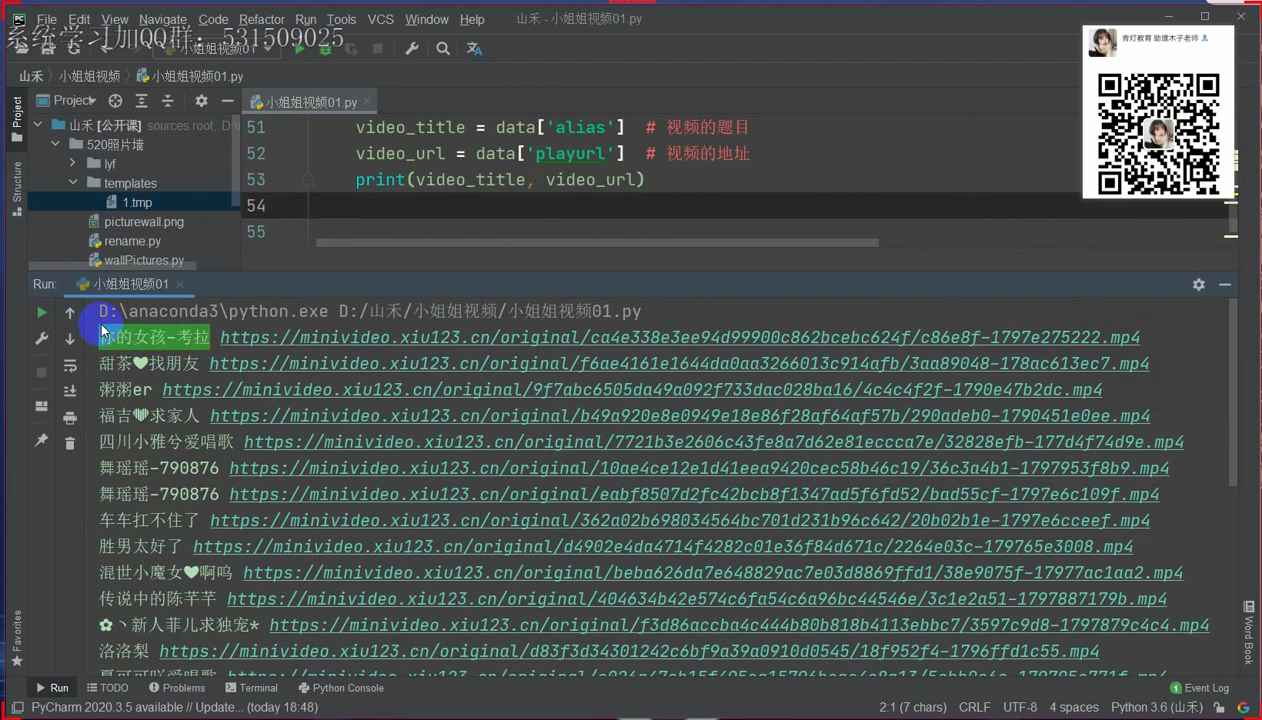 File Edit View Navigate Code Refactor Run Tools VCS Window Help 山禾 - 小姐姐视频01.py
系统学习加QQ群：531509025
小姐姐视频01
青灯教育 助理木子老师
山禾 小姐姐视频 小姐姐视频01.py
Project 小姐姐视频01.py
山禾 [公开课] sources root, D:\
520照片墙
lyf
templates
1.tmp
picturewall.png
rename.py
wallPictures.py
51 video_title = data['alias'] # 视频的题目
52 video_url = data['playurl'] # 视频的地址
53 print(video_title, video_url)
54
55
Run: 小姐姐视频01
D:\anaconda3\python.exe D:/山禾/小姐姐视频/小姐姐视频01.py
你的女孩-考拉 https://minivideo.xiu123.cn/original/ca4e338e3ee94d99900c862bcebc624f/c86e8f-1797e275222.mp4
甜茶♥找朋友 https://minivideo.xiu123.cn/original/f6ae4161e1644da0aa3266013c914afb/3aa89048-178ac613ec7.mp4
粥粥er https://minivideo.xiu123.cn/original/9f7abc6505da49a092f733dac028ba16/4c4c4f2f-1790e47b2dc.mp4
福吉💗求家人 https://minivideo.xiu123.cn/original/b49a920e8e0949e18e86f28af64af57b/290adeb0-1790451e0ee.mp4
四川小雅兮爱唱歌 https://minivideo.xiu123.cn/original/7721b3e2606c43fe8a7d62e81eccca7e/32828efb-177d4f74d9e.mp4
舞瑶瑶-790876 https://minivideo.xiu123.cn/original/10ae4ce12e1d41eea9420cec58b46c19/36c3a4b1-1797953f8b9.mp4
舞瑶瑶-790876 https://minivideo.xiu123.cn/original/eabf8507d2fc42bcb8f1347ad5f6fd52/bad55cf-1797e6c109f.mp4
车车扛不住了 https://minivideo.xiu123.cn/original/362a02b698034564bc701d231b96c642/20b02b1e-1797e6cceef.mp4
胜男太好了 https://minivideo.xiu123.cn/original/d4902e4da4714f4282c01e36f84d671c/2264e03c-179765e3008.mp4
混世小魔女♥啊呜 https://minivideo.xiu123.cn/original/beba626da7e648829ac7e03d8869ffd1/38e9075f-17977ac1aa2.mp4
传说中的陈芊芊 https://minivideo.xiu123.cn/original/404634b42e574c6fa54c6a96bc44546e/3c1e2a51-1797887179b.mp4
✿丶新人菲儿求独宠* https://minivideo.xiu123.cn/original/f3d86accba4c444b80b818b4113ebbc7/3597c9d8-1797879c4c4.mp4
洛洛梨 https://minivideo.xiu123.cn/original/d83f3d34301242c6bf9a39a0910d0545/18f952f4-1796ffd1c55.mp4
Project
Structure
Favorites
Word Book
Run TODO Problems Terminal Python Console Event Log
PyCharm 2020.3.5 available // Update... (today 18:48) 2:1 (7 chars) CRLF UTF-8 4 spaces Python 3.6 (山禾)